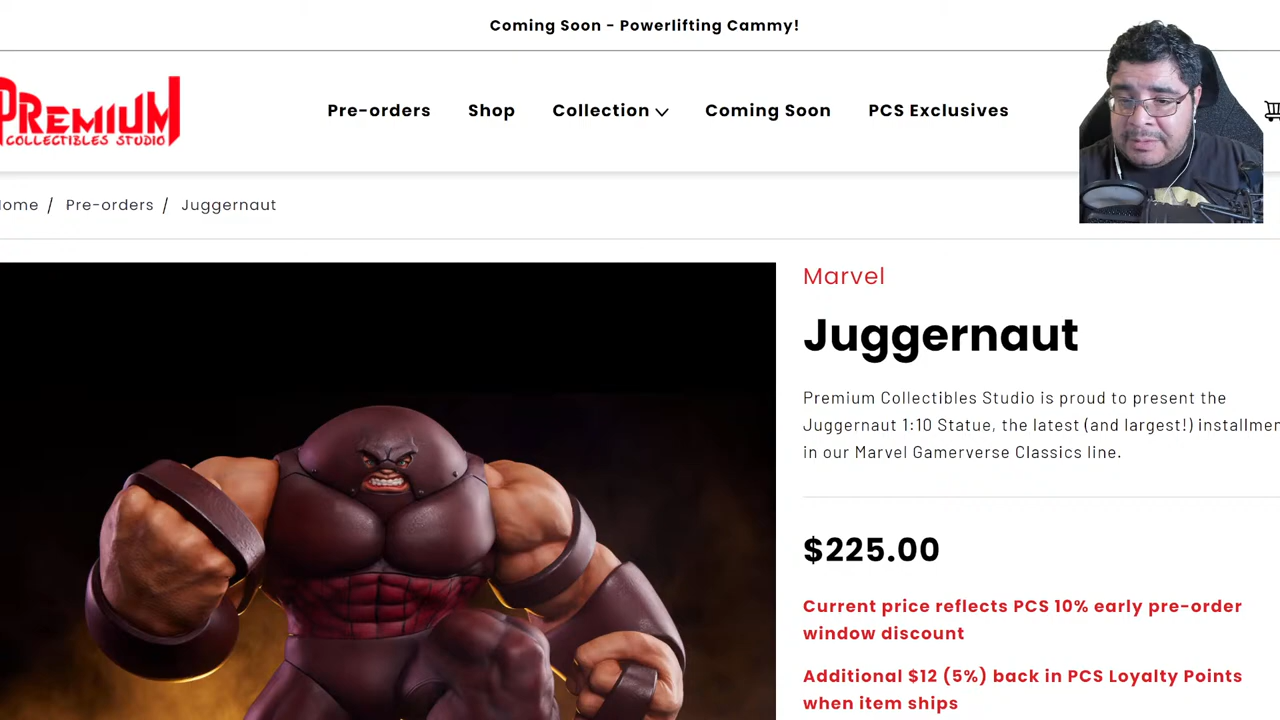 Coming Soon - Powerlifting Cammy!
PREMIUM
COLLECTIBLES STUDIO
Pre-orders Shop Collection Coming Soon PCS Exclusives
/ Pre-orders / Juggernaut
Marvel
Juggernaut
Premium Collectibles Studio is proud to present the
Juggernaut 1:10 Statue, the latest (and largest!)
in our Marvel Gamerverse Classics line.
$225.00
Current price reflects PCS 10% early pre-order
window discount
Additional $12 (5%) back in PCS Loyalty Points
when item ships